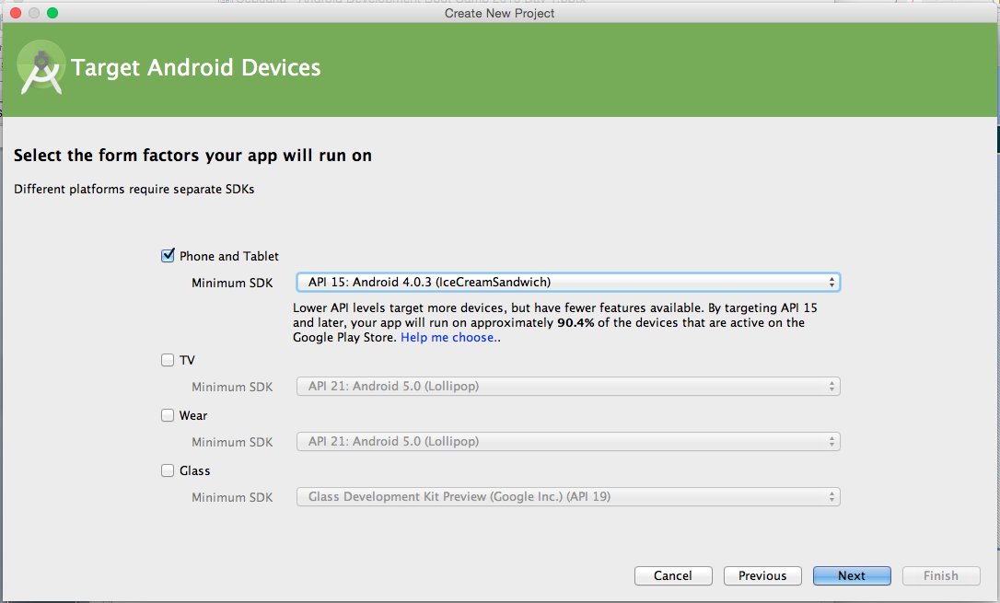 Create New Project
Target Android Devices
Select the form factors your app will run on
Different platforms require separate SDKs
Phone and Tablet
Minimum SDK API 15: Android 4.0.3 (IceCreamSandwich)
Lower API levels target more devices, but have fewer features available. By targeting API 15
and later, your app will run on approximately 90.4% of the devices that are active on the
Google Play Store. Help me choose..
TV
Minimum SDK API 21: Android 5.0 (Lollipop)
Wear
Minimum SDK API 21: Android 5.0 (Lollipop)
Glass
Minimum SDK Glass Development Kit Preview (Google Inc.) (API 19)
Cancel Previous Next Finish